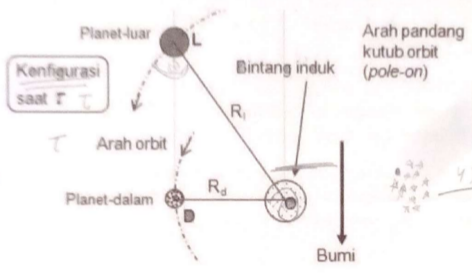 Planet-luar
L
Arah pandang
kutub orbit
(pole-on)
Bintang induk
Konfigurasi
saat τ τ
R_l
τ
Arah orbit
Planet-dalam
R_d
D
Bumi